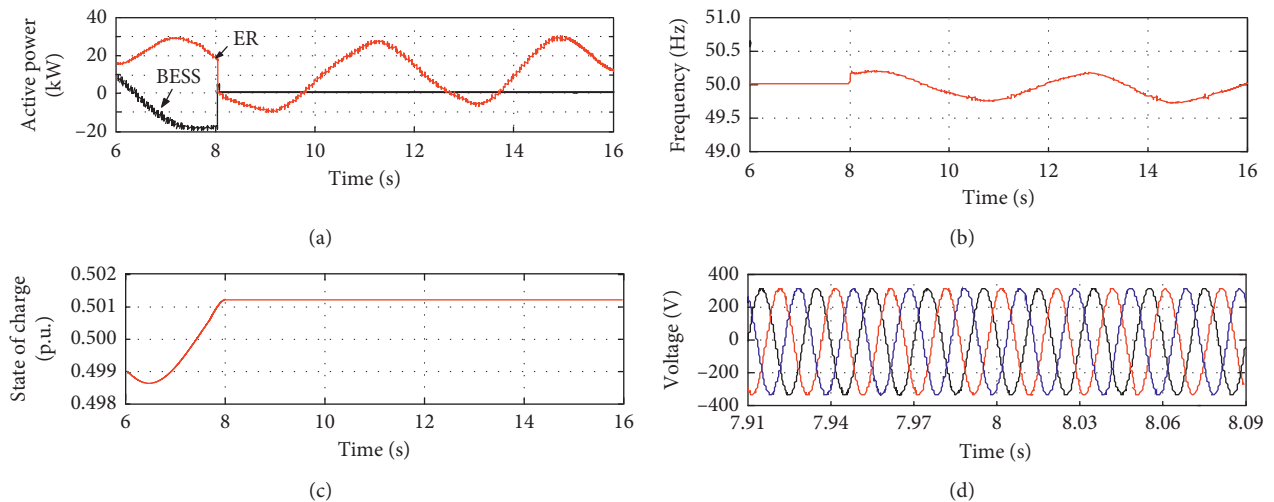 Active power
(kW)
40
20
0
−20
ER
BESS
6
8
10
12
14
16
Time (s)
(a)
Frequency (Hz)
51.0
50.5
50.0
49.5
49.0
6
8
10
12
14
16
Time (s)
(b)
State of charge
(p.u.)
0.502
0.501
0.500
0.499
0.498
6
8
10
12
14
16
Time (s)
(c)
Voltage (V)
400
200
0
−200
−400
7.91
7.94
7.97
8
8.03
8.06
8.09
Time (s)
(d)